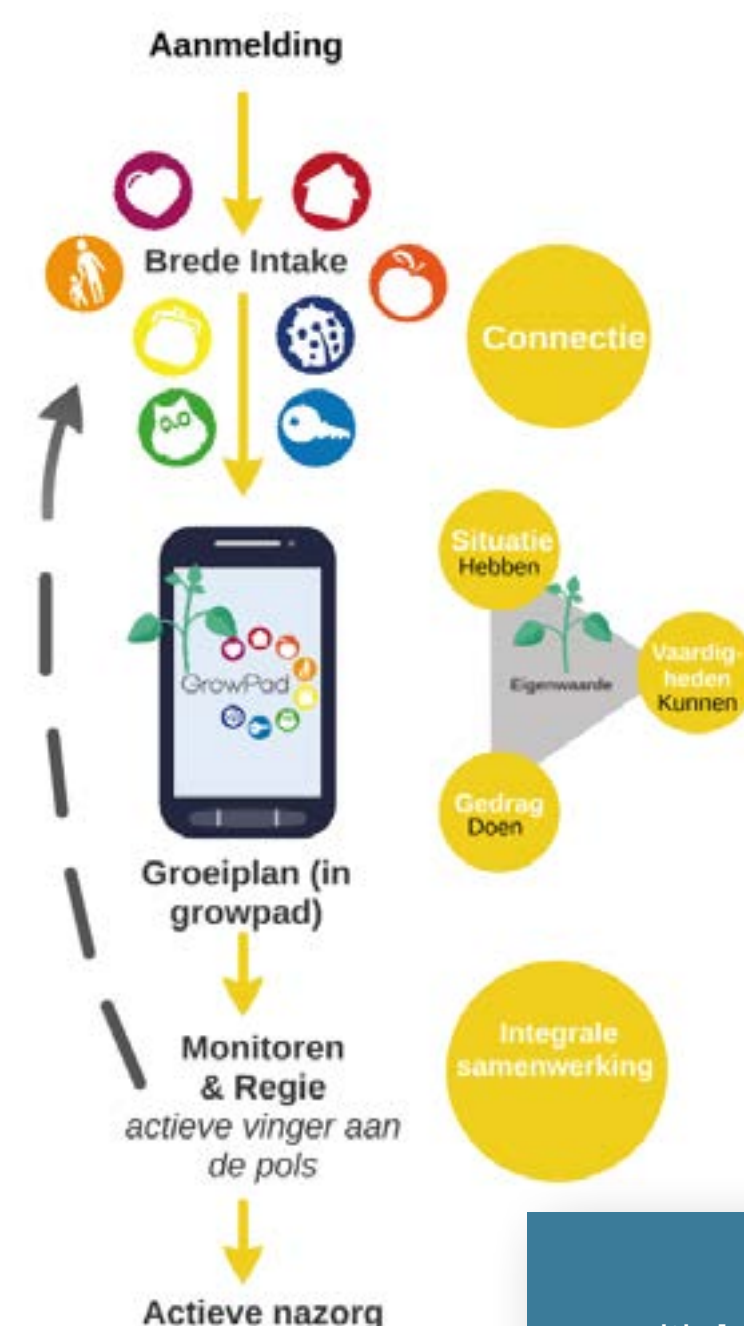 Aanmelding
Brede Intake
Connectie
Situatie
Hebben
Vaardig-
heden
Kunnen
Eigenwaarde
GrowPad
Gedrag
Doen
Groeiplan (in
growpad)
Monitoren
& Regie
actieve vinger aan
de pols
Integrale
samenwerking
Actieve nazorg